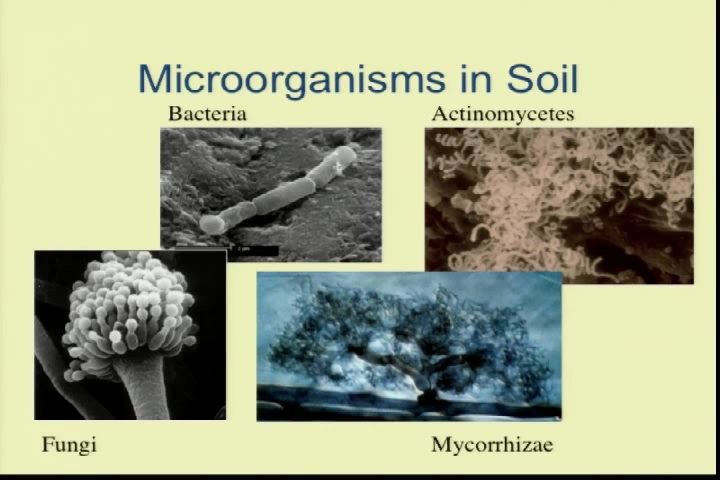 Microorganisms in Soil
Bacteria
Actinomycetes
Fungi
Mycorrhizae